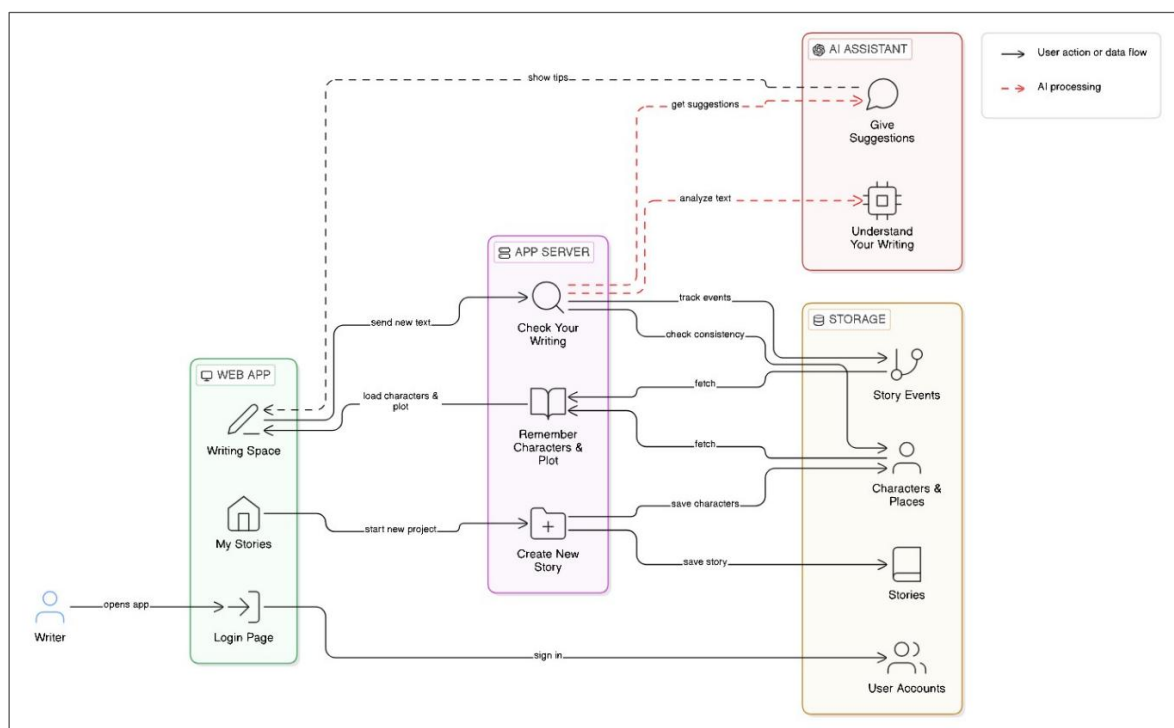 AI ASSISTANT
User action or data flow
AI processing
show tips
get suggestions
Give
Suggestions
analyze text
Understand
Your Writing
APP SERVER
track events
send new text
Check Your
Writing
check consistency
STORAGE
WEB APP
fetch
Story Events
load characters &
plot
Writing Space
Remember
Characters &
Plot
fetch
Characters &
Places
save characters
My Stories
start new project
Create New
Story
save story
Stories
opens app
Writer
Login Page
sign in
User Accounts